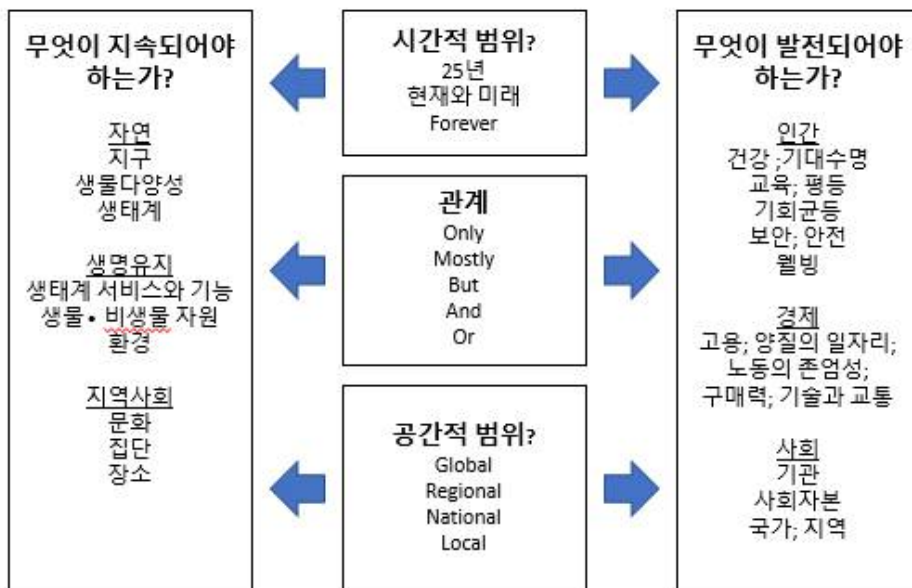 무엇이 지속되어야
하는가?
자연
지구
생물다양성
생태계
생명유지
생태계 서비스와 기능
생물• 비생물 자원
환경
지역사회
문화
집단
장소
시간적 범위?
25년
현재와 미래
Forever
관계
Only
Mostly
But
And
Or
공간적 범위?
Global
Regional
National
Local
무엇이 발전되어야
하는가?
인간
건강 ;기대수명
교육; 평등
기회균등
보안; 안전
웰빙
경제
고용; 양질의 일자리;
노동의 존엄성;
구매력; 기술과 교통
사회
기관
사회자본
국가; 지역